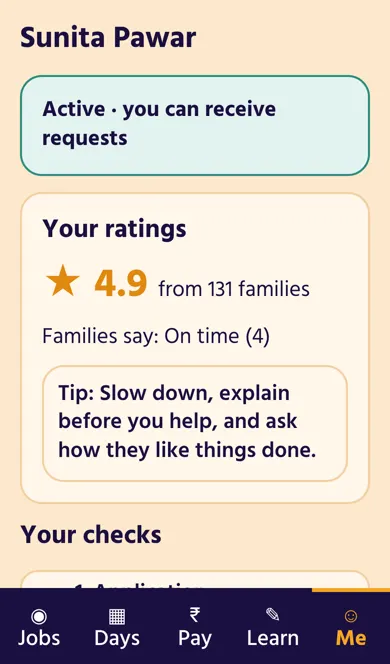 Sunita Pawar
Active · you can receive
requests
Your ratings
★ 4.9 from 131 families
Families say: On time (4)
Tip: Slow down, explain
before you help, and ask
how they like things done.
Your checks
1. Application
Jobs Days ₹ Pay Learn Me